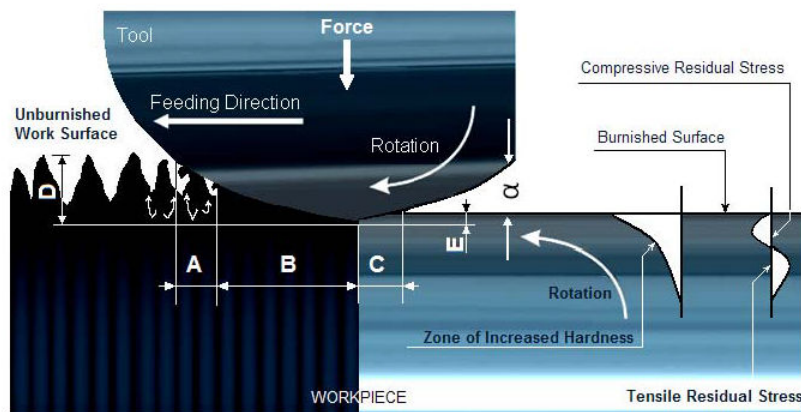 Tool
Force
Compressive Residual Stress
Feeding Direction
Unburnished
Work Surface
Burnished Surface
Rotation
D
α
E
A
B
C
Rotation
Zone of Increased Hardness
WORKPIECE
Tensile Residual Stress